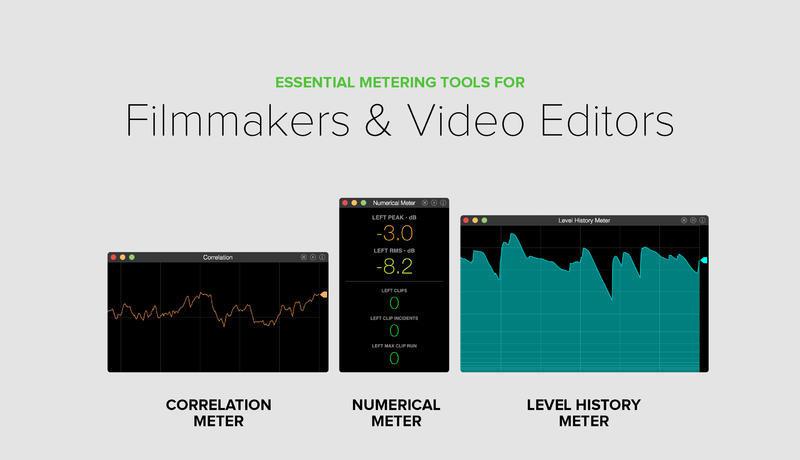 ESSENTIAL METERING TOOLS FOR
Filmmakers & Video Editors
Correlation
Numerical Meter
LEFT PEAK - dB
-3.0
LEFT RMS - dB
-8.2
LEFT CLIPS
0
LEFT CLIP INCIDENTS
0
LEFT MAX CLIP RUN
0
Level History Meter
CORRELATION
METER
NUMERICAL
METER
LEVEL HISTORY
METER